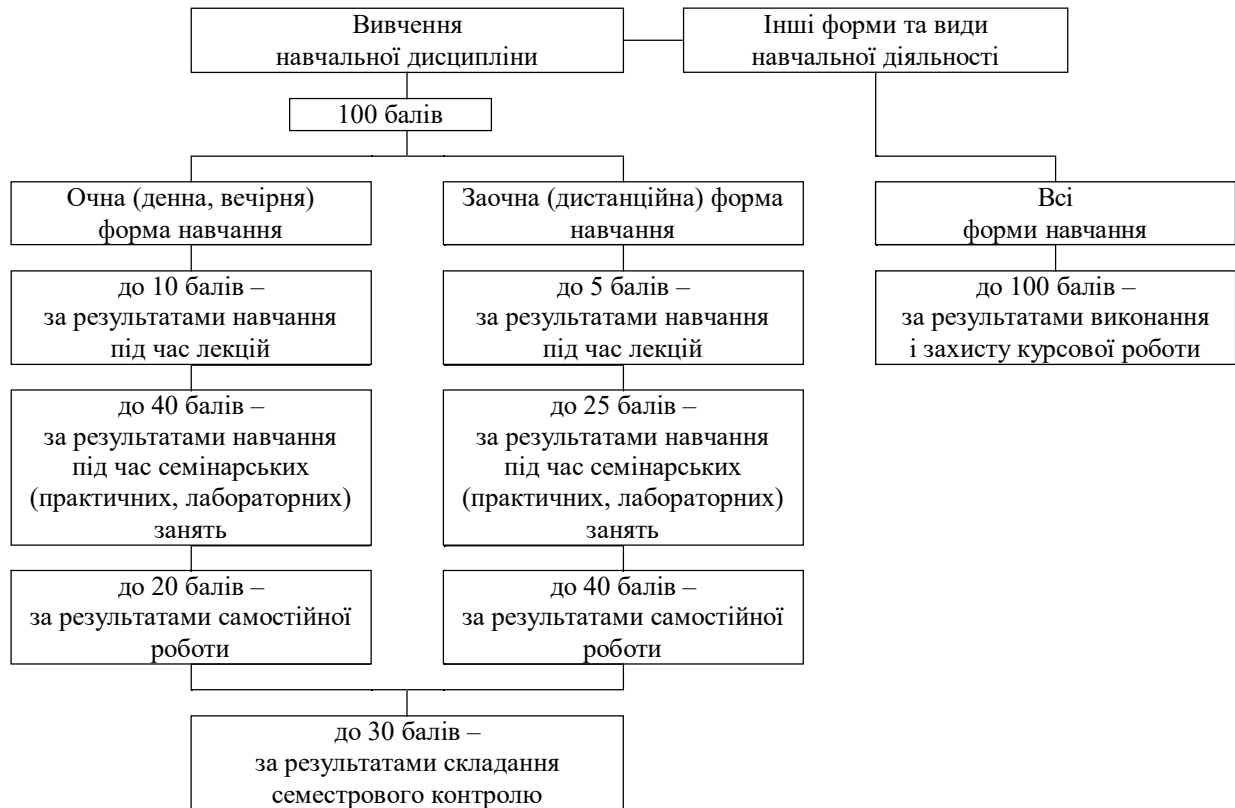 Вивчення
навчальної дисципліни
Інші форми та види
навчальної діяльності
100 балів
Очна (денна, вечірня)
форма навчання
Заочна (дистанційна) форма
навчання
Всі
форми навчання
до 10 балів –
за результатами навчання
під час лекцій
до 5 балів –
за результатами навчання
під час лекцій
до 100 балів –
за результатами виконання
і захисту курсової роботи
до 40 балів –
за результатами навчання
під час семінарських
(практичних, лабораторних)
занять
до 25 балів –
за результатами навчання
під час семінарських
(практичних, лабораторних)
занять
до 20 балів –
за результатами самостійної
роботи
до 40 балів –
за результатами самостійної
роботи
до 30 балів –
за результатами складання
семестрового контролю